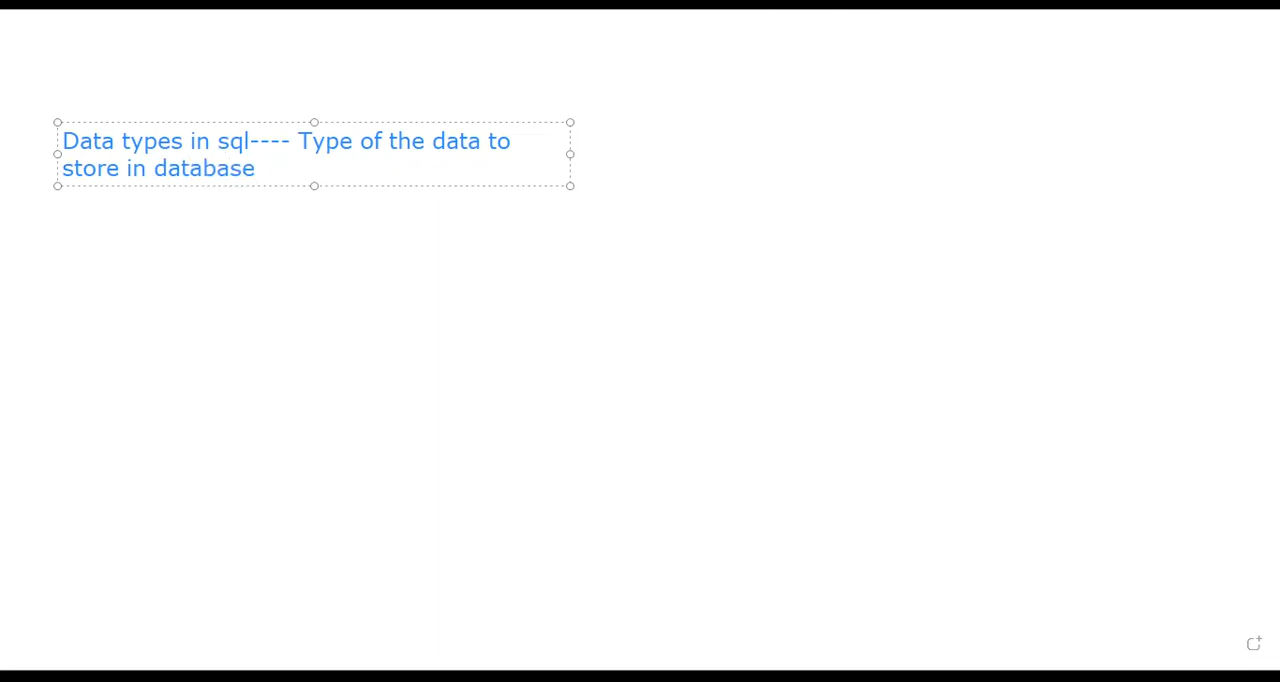 Data types in sql---- Type of the data to
store in database